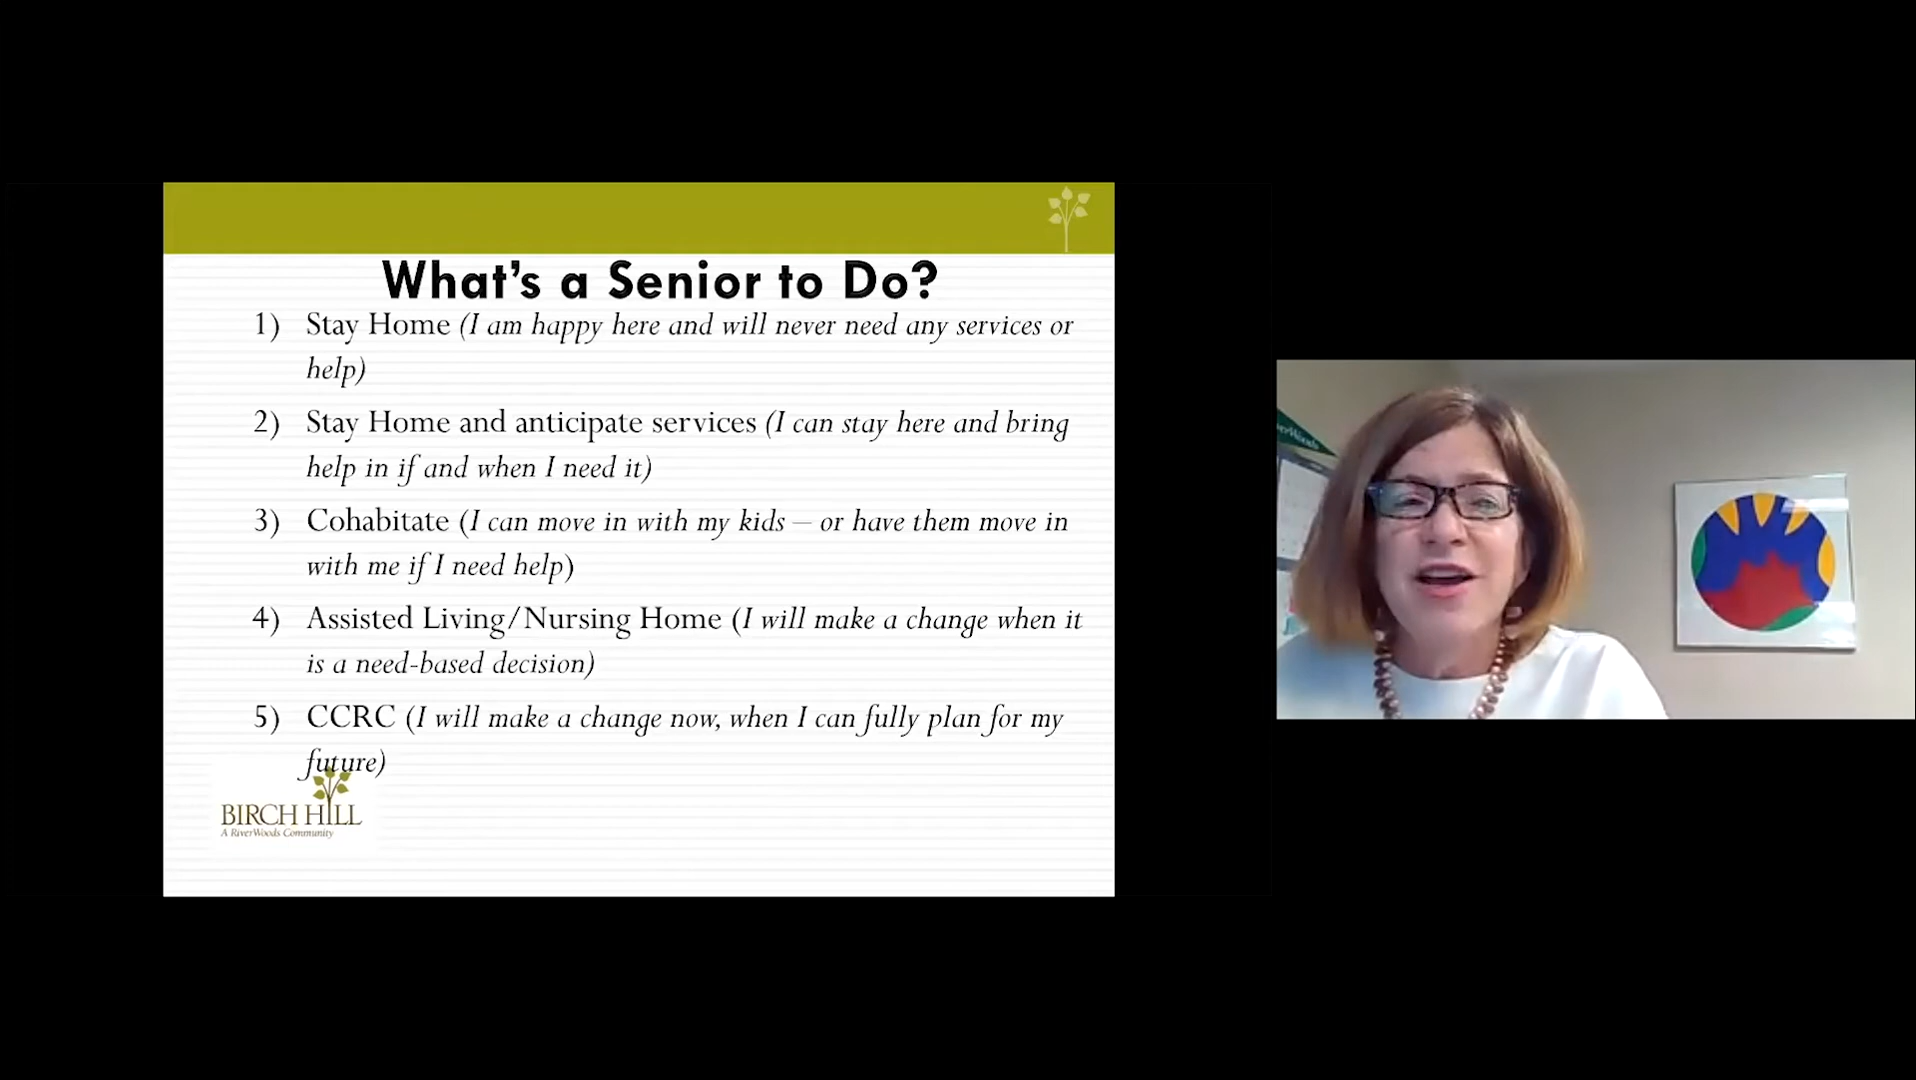 What's a Senior to Do?
1) Stay Home (I am happy here and will never need any services or
help)
2) Stay Home and anticipate services (I can stay here and bring
help in if and when I need it)
3) Cohabitate (I can move in with my kids – or have them move in
with me if I need help)
4) Assisted Living/Nursing Home (I will make a change when it
is a need-based decision)
5) CCRC (I will make a change now, when I can fully plan for my
future)
BIRCH HILL
A RiverWoods Community